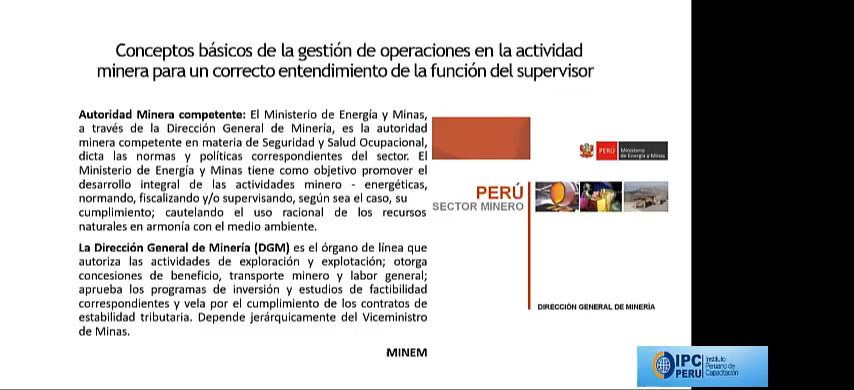 Conceptos básicos de la gestión de operaciones en la actividad
minera para un correcto entendimiento de la función del supervisor
Autoridad Minera competente: El Ministerio de Energía y Minas,
a través de la Dirección General de Minería, es la autoridad
minera competente en materia de Seguridad y Salud Ocupacional,
dicta las normas y políticas correspondientes del sector. El
Ministerio de Energía y Minas tiene como objetivo promover el
desarrollo integral de las actividades minero - energéticas,
normando, fiscalizando y/o supervisando, según sea el caso, su
cumplimiento; cautelando el uso racional de los recursos
naturales en armonía con el medio ambiente.
La Dirección General de Minería (DGM) es el órgano de línea que
autoriza las actividades de exploración y explotación; otorga
concesiones de beneficio, transporte minero y labor general;
aprueba los programas de inversión y estudios de factibilidad
correspondientes y vela por el cumplimiento de los contratos de
estabilidad tributaria. Depende jerárquicamente del Viceministro
de Minas.
MINEM
PERÚ
Ministerio
de Energía y Minas
PERÚ
SECTOR MINERO
DIRECCIÓN GENERAL DE MINERÍA
IPC
PERU
Instituto
Peruano de
Capacitación